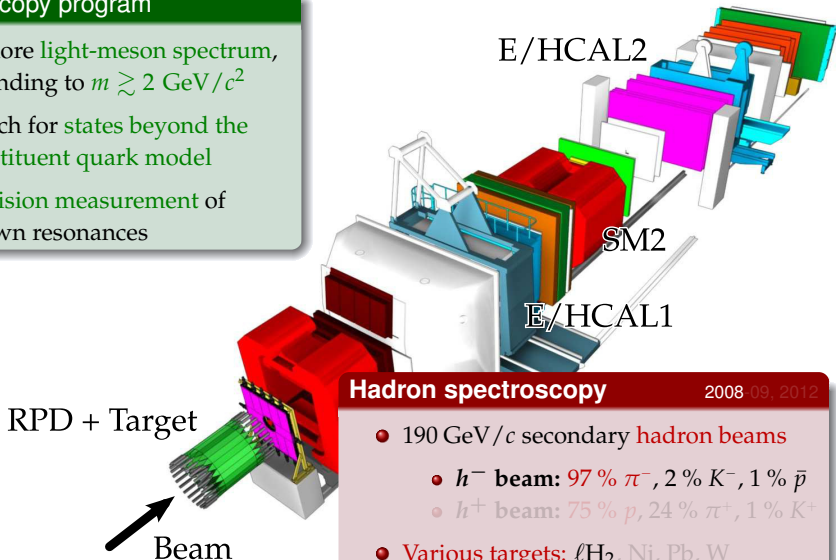 copy program
ore light-meson spectrum,
nding to m ≳ 2 GeV/c²
ch for states beyond the
tituent quark model
ision measurement of
wn resonances
E/HCAL2
SM2
E/HCAL1
RPD + Target
Beam
Hadron spectroscopy 2008-09, 2012
190 GeV/c secondary hadron beams
h⁻ beam: 97 % π⁻, 2 % K⁻, 1 % p̄
h⁺ beam: 75 % p, 24 % π⁺, 1 % K⁺
Various targets: ℓH₂, Ni, Pb, W